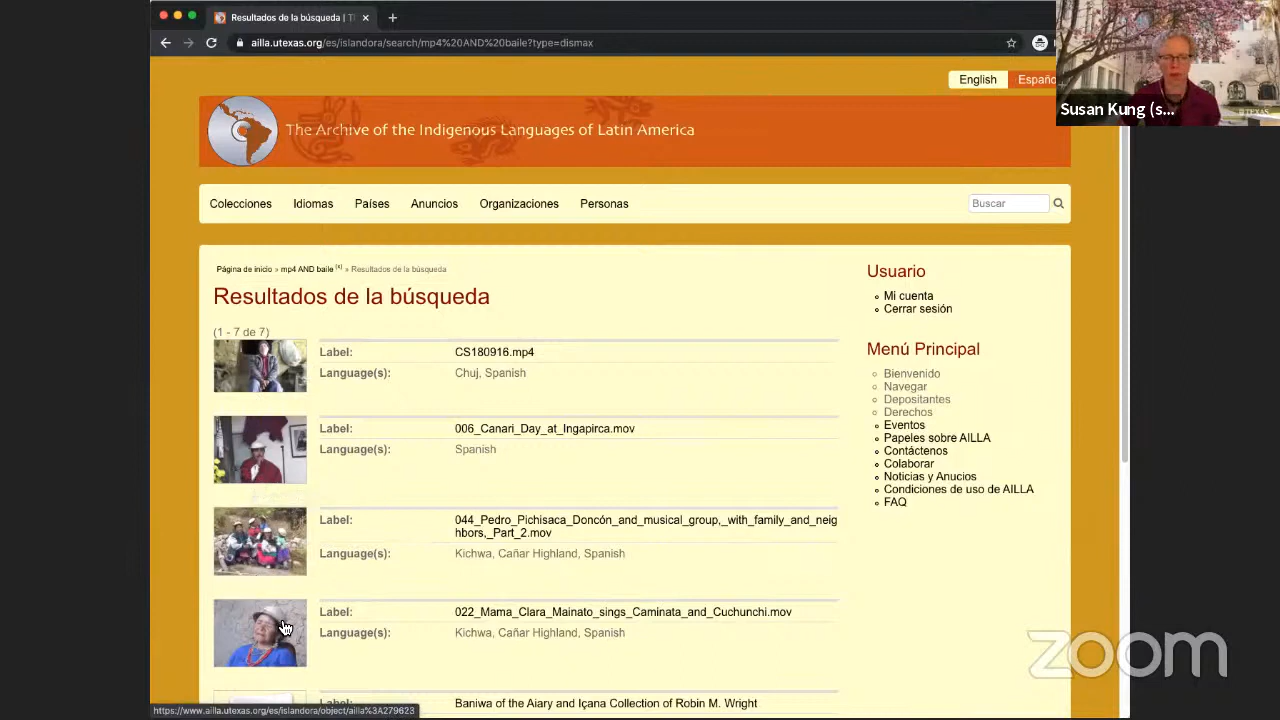 Resultados de la búsqueda | T
ailla.utexas.org/es/islandora/search/mp4%20AND%20baile?type=dismax
English
Españo
Susan Kung (s...
The Archive of the Indigenous Languages of Latin America
Colecciones Idiomas Países Anuncios Organizaciones Personas
Buscar
Página de inicio » mp4 AND baile [x] » Resultados de la búsqueda
Resultados de la búsqueda
(1 - 7 de 7)
Label: CS180916.mp4
Language(s): Chuj, Spanish
Label: 006_Canari_Day_at_Ingapirca.mov
Language(s): Spanish
Label: 044_Pedro_Pichisaca_Doncón_and_musical_group,_with_family_and_neig
hbors,_Part_2.mov
Language(s): Kichwa, Cañar Highland, Spanish
Label: 022_Mama_Clara_Mainato_sings_Caminata_and_Cuchunchi.mov
Language(s): Kichwa, Cañar Highland, Spanish
Label: Baniwa of the Aiary and Içana Collection of Robin M. Wright
Usuario
Mi cuenta
Cerrar sesión
Menú Principal
Bienvenido
Navegar
Depositantes
Derechos
Eventos
Papeles sobre AILLA
Contáctenos
Colaborar
Noticias y Anucios
Condiciones de uso de AILLA
FAQ
https://www.ailla.utexas.org/es/islandora/object/ailla%3A279623
zoom